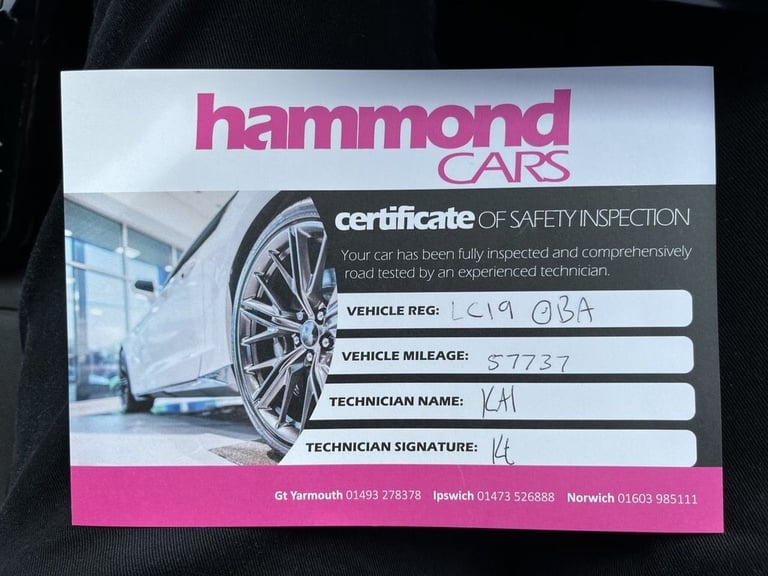 hammond
CARS
certificate OF SAFETY INSPECTION
Your car has been fully inspected and comprehensively
road tested by an experienced technician.
VEHICLE REG: LC19 OBA
VEHICLE MILEAGE: 57737
TECHNICIAN NAME: KAI
TECHNICIAN SIGNATURE:
Gt Yarmouth 01493 278378 Ipswich 01473 526888 Norwich 01603 985111